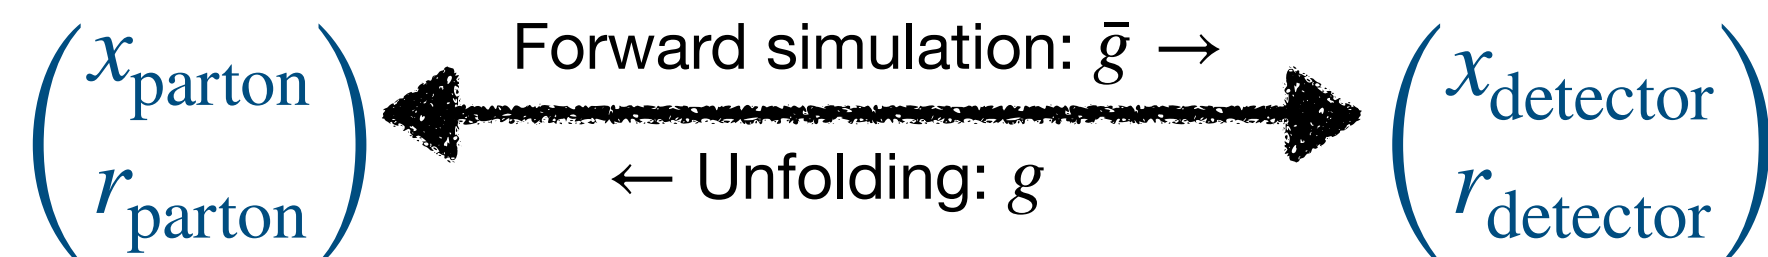 x_parton
r_parton
Forward simulation: ḡ →
← Unfolding: g
x_detector
r_detector